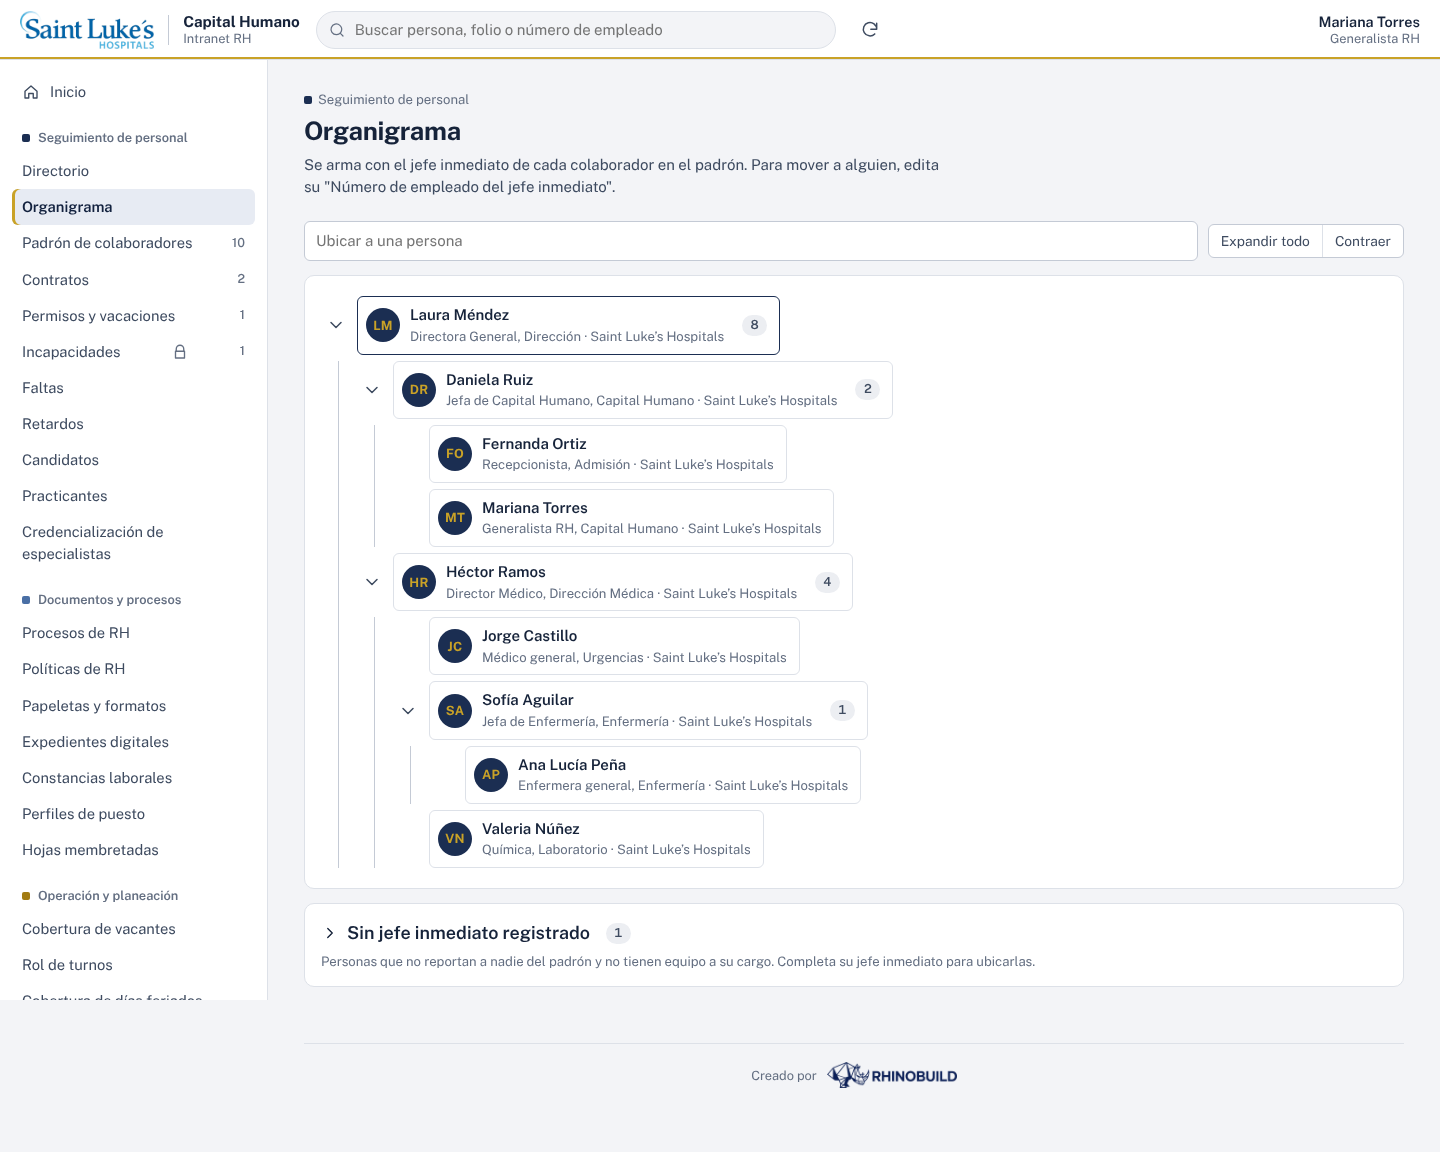 Saint Luke's
HOSPITALS
Capital Humano
Intranet RH
Buscar persona, folio o número de empleado
Mariana Torres
Generalista RH
Inicio
Seguimiento de personal
Directorio
Organigrama
Padrón de colaboradores 10
Contratos 2
Permisos y vacaciones 1
Incapacidades 1
Faltas
Retardos
Candidatos
Practicantes
Credencialización de
especialistas
Documentos y procesos
Procesos de RH
Políticas de RH
Papeletas y formatos
Expedientes digitales
Constancias laborales
Perfiles de puesto
Hojas membretadas
Operación y planeación
Cobertura de vacantes
Rol de turnos
Cobertura de días feriados
Seguimiento de personal
Organigrama
Se arma con el jefe inmediato de cada colaborador en el padrón. Para mover a alguien, edita
su "Número de empleado del jefe inmediato".
Ubicar a una persona
Expandir todo
Contraer
LM
Laura Méndez
Directora General, Dirección · Saint Luke's Hospitals
8
DR
Daniela Ruiz
Jefa de Capital Humano, Capital Humano · Saint Luke's Hospitals
2
FO
Fernanda Ortiz
Recepcionista, Admisión · Saint Luke's Hospitals
MT
Mariana Torres
Generalista RH, Capital Humano · Saint Luke's Hospitals
HR
Héctor Ramos
Director Médico, Dirección Médica · Saint Luke's Hospitals
4
JC
Jorge Castillo
Médico general, Urgencias · Saint Luke's Hospitals
SA
Sofía Aguilar
Jefa de Enfermería, Enfermería · Saint Luke's Hospitals
1
AP
Ana Lucía Peña
Enfermera general, Enfermería · Saint Luke's Hospitals
VN
Valeria Núñez
Química, Laboratorio · Saint Luke's Hospitals
Sin jefe inmediato registrado 1
Personas que no reportan a nadie del padrón y no tienen equipo a su cargo. Completa su jefe inmediato para ubicarlas.
Creado por
RHINOBUILD